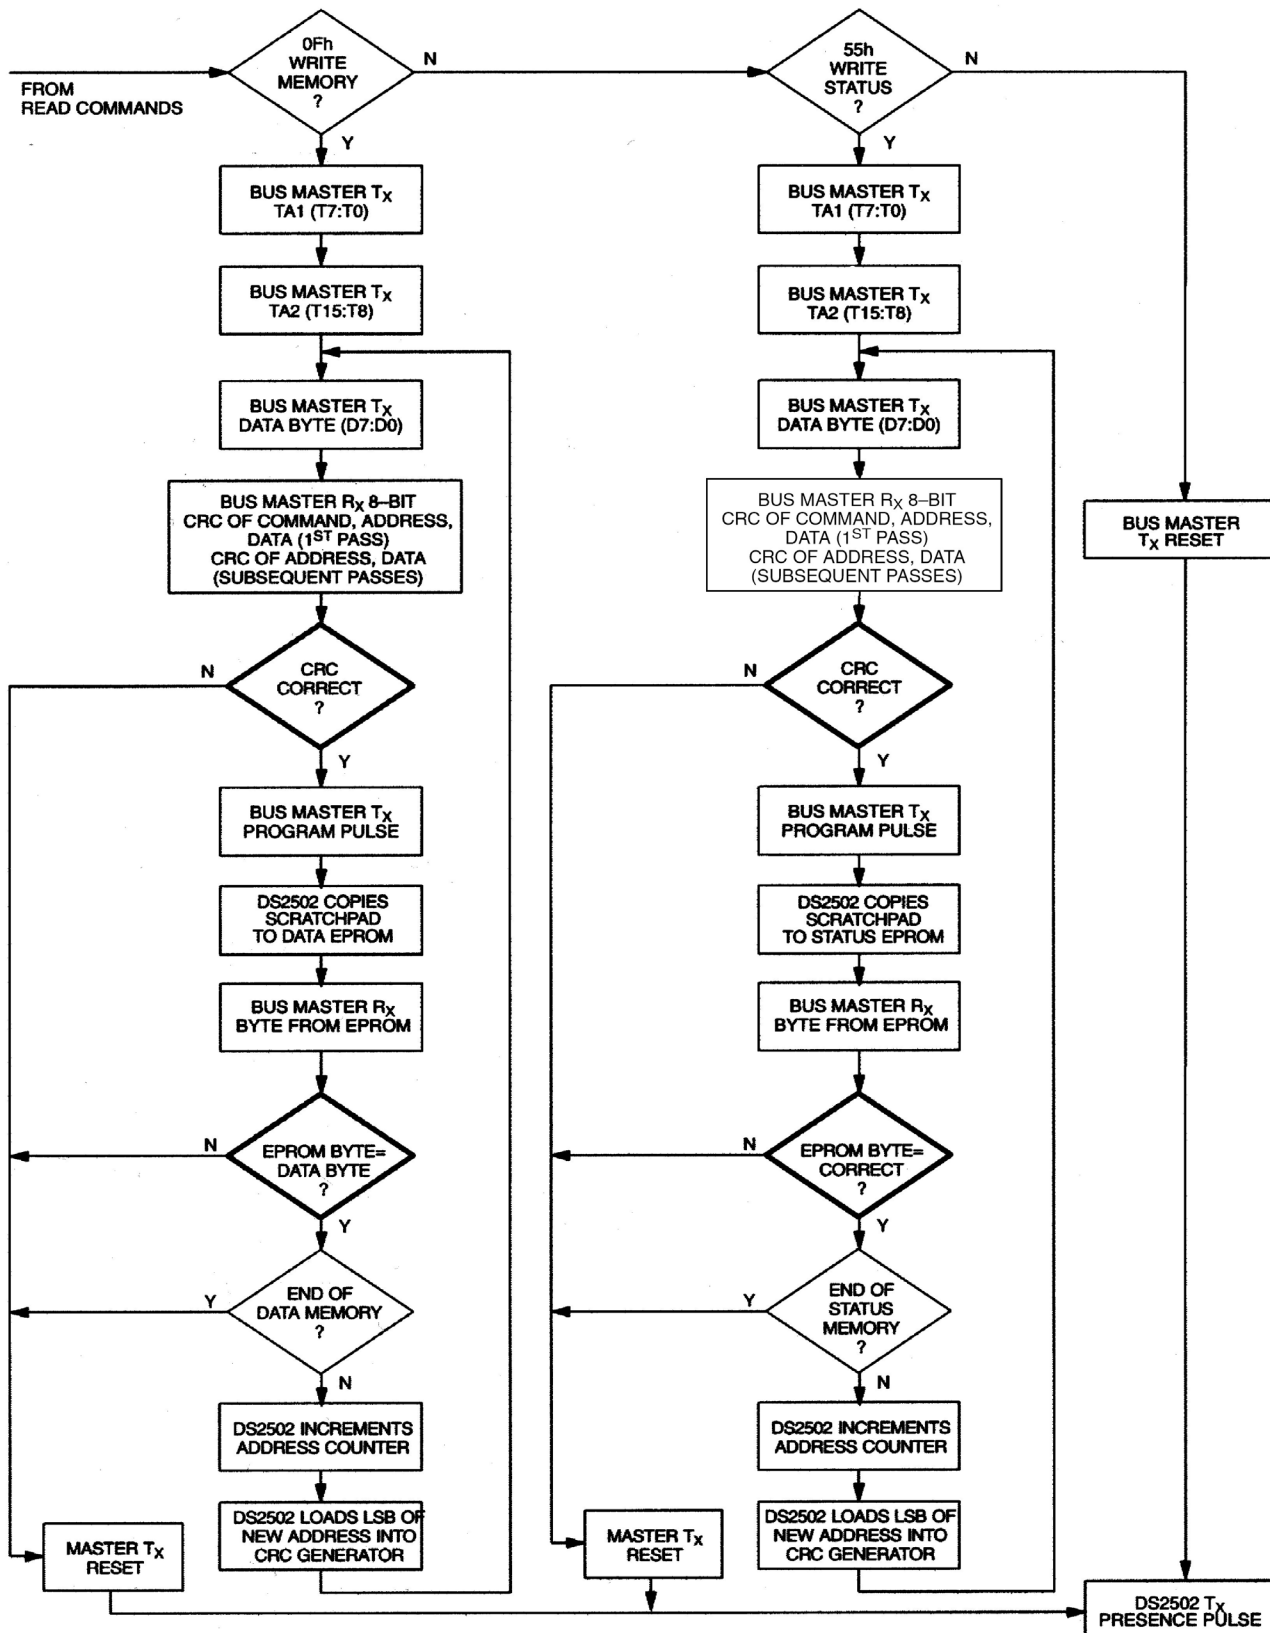 0Fh
WRITE
MEMORY
?
N
Y
FROM
READ COMMANDS
BUS MASTER TX
TA1 (T7:T0)
BUS MASTER TX
TA2 (T15:T8)
BUS MASTER TX
DATA BYTE (D7:D0)
BUS MASTER RX 8–BIT
CRC OF COMMAND, ADDRESS,
DATA (1ST PASS)
CRC OF ADDRESS, DATA
(SUBSEQUENT PASSES)
N
CRC
CORRECT
?
Y
BUS MASTER TX
PROGRAM PULSE
DS2502 COPIES
SCRATCHPAD
TO DATA EPROM
BUS MASTER RX
BYTE FROM EPROM
N
EPROM BYTE=
DATA BYTE
?
Y
Y
END OF
DATA MEMORY
?
N
DS2502 INCREMENTS
ADDRESS COUNTER
DS2502 LOADS LSB OF
NEW ADDRESS INTO
CRC GENERATOR
MASTER TX
RESET
55h
WRITE
STATUS
?
N
Y
BUS MASTER TX
TA1 (T7:T0)
BUS MASTER TX
TA2 (T15:T8)
BUS MASTER TX
DATA BYTE (D7:D0)
BUS MASTER RX 8–BIT
CRC OF COMMAND, ADDRESS,
DATA (1ST PASS)
CRC OF ADDRESS, DATA
(SUBSEQUENT PASSES)
N
CRC
CORRECT
?
Y
BUS MASTER TX
PROGRAM PULSE
DS2502 COPIES
SCRATCHPAD
TO STATUS EPROM
BUS MASTER RX
BYTE FROM EPROM
N
EPROM BYTE=
CORRECT
?
Y
Y
END OF
STATUS
MEMORY
?
N
DS2502 INCREMENTS
ADDRESS COUNTER
DS2502 LOADS LSB OF
NEW ADDRESS INTO
CRC GENERATOR
MASTER TX
RESET
BUS MASTER
TX RESET
DS2502 TX
PRESENCE PULSE